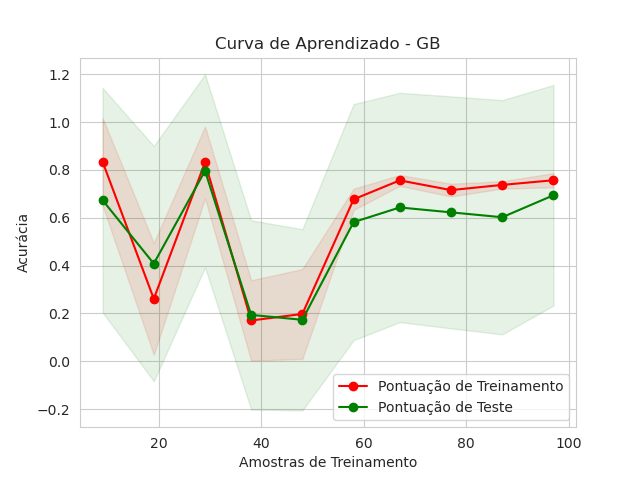 Curva de Aprendizado - GB
1.2
1.0
0.8
0.6
0.4
0.2
0.0
−0.2
Acurácia
20
40
60
80
100
Amostras de Treinamento
Pontuação de Treinamento
Pontuação de Teste